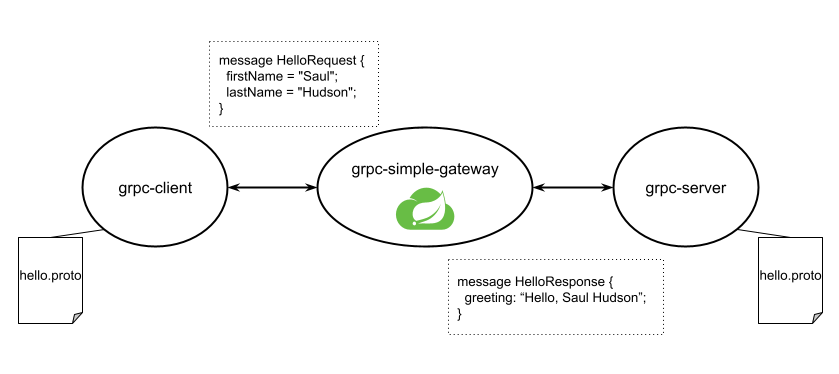 message HelloRequest {
firstName = "Saul";
lastName = "Hudson";
}
grpc-client
grpc-simple-gateway
grpc-server
hello.proto
hello.proto
message HelloResponse {
greeting: “Hello, Saul Hudson”;
}